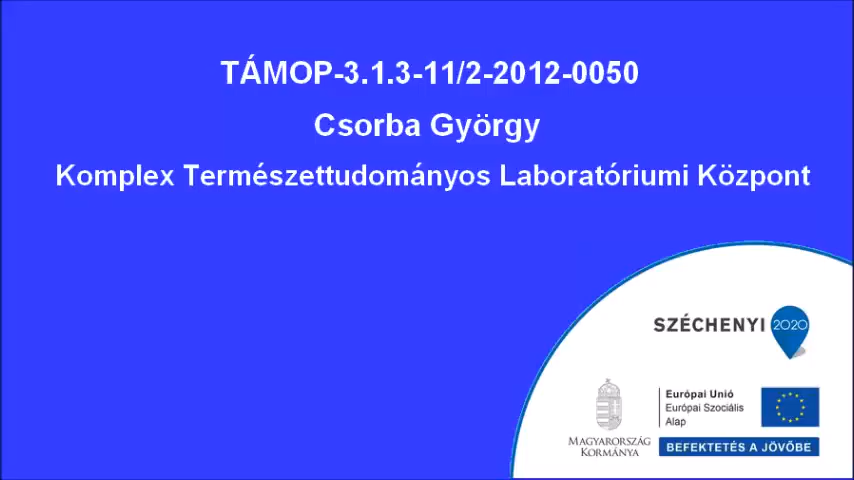 TÁMOP-3.1.3-11/2-2012-0050
Csorba György
Komplex Természettudományos Laboratóriumi Központ
SZÉCHENYI 2020
Európai Unió
Európai Szociális
Alap
MAGYARORSZÁG
KORMÁNYA
BEFEKTETÉS A JÖVŐBE